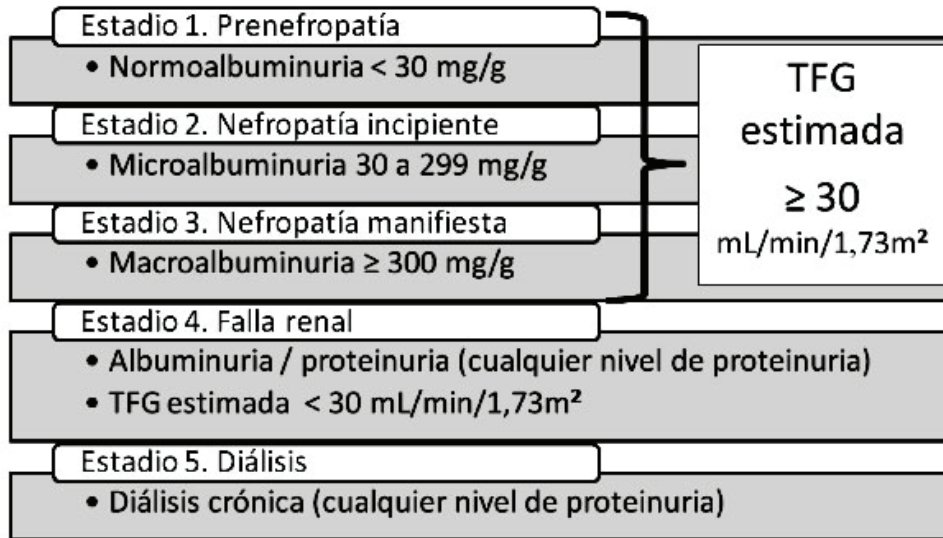 Estadio 1. Prenefropatía
• Normoalbuminuria < 30 mg/g
Estadio 2. Nefropatía incipiente
• Microalbuminuria 30 a 299 mg/g
Estadio 3. Nefropatía manifiesta
• Macroalbuminuria ≥ 300 mg/g
TFG
estimada
≥ 30
mL/min/1,73m²
Estadio 4. Falla renal
• Albuminuria / proteinuria (cualquier nivel de proteinuria)
• TFG estimada < 30 mL/min/1,73m²
Estadio 5. Diálisis
• Diálisis crónica (cualquier nivel de proteinuria)